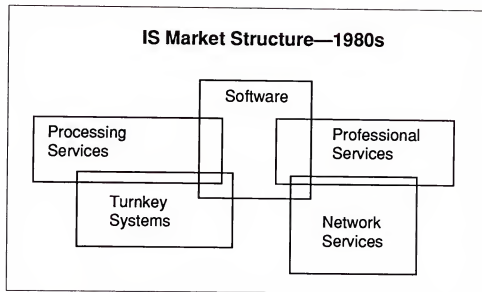 IS Market Structure—1980s
Software
Processing
Services
Professional
Services
Turnkey
Systems
Network
Services